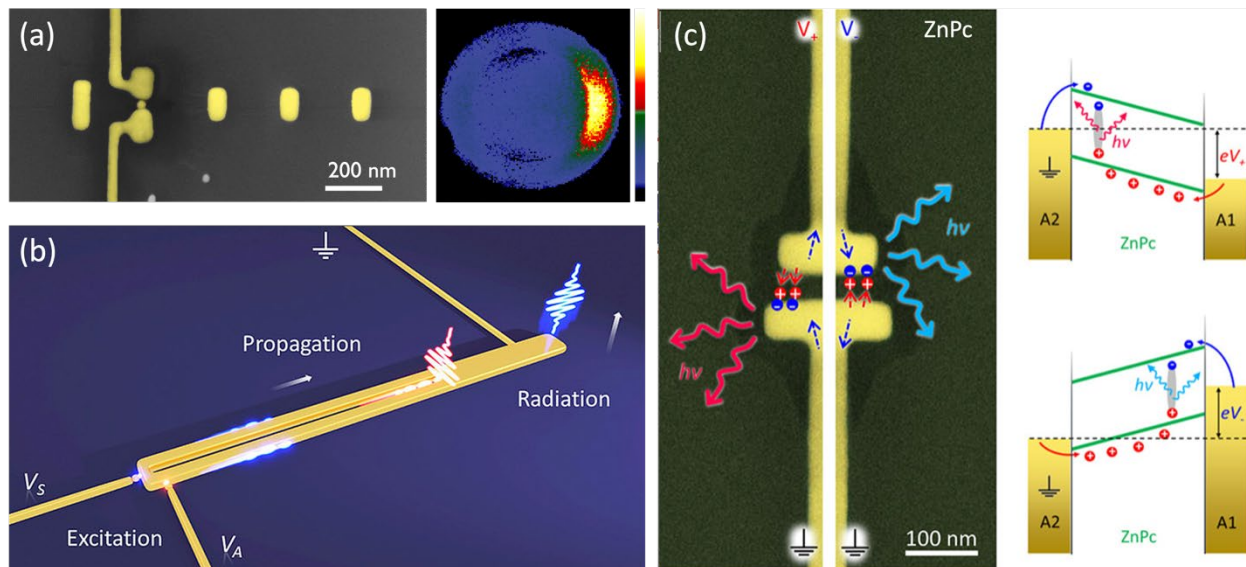 (a)
200 nm
(b)
Propagation
Radiation
V_S
Excitation
V_A
(c)
V+ V-
ZnPc
hν
hν
100 nm
hν
eV+
A2
A1
ZnPc
hν
eV-
A2
A1
ZnPc